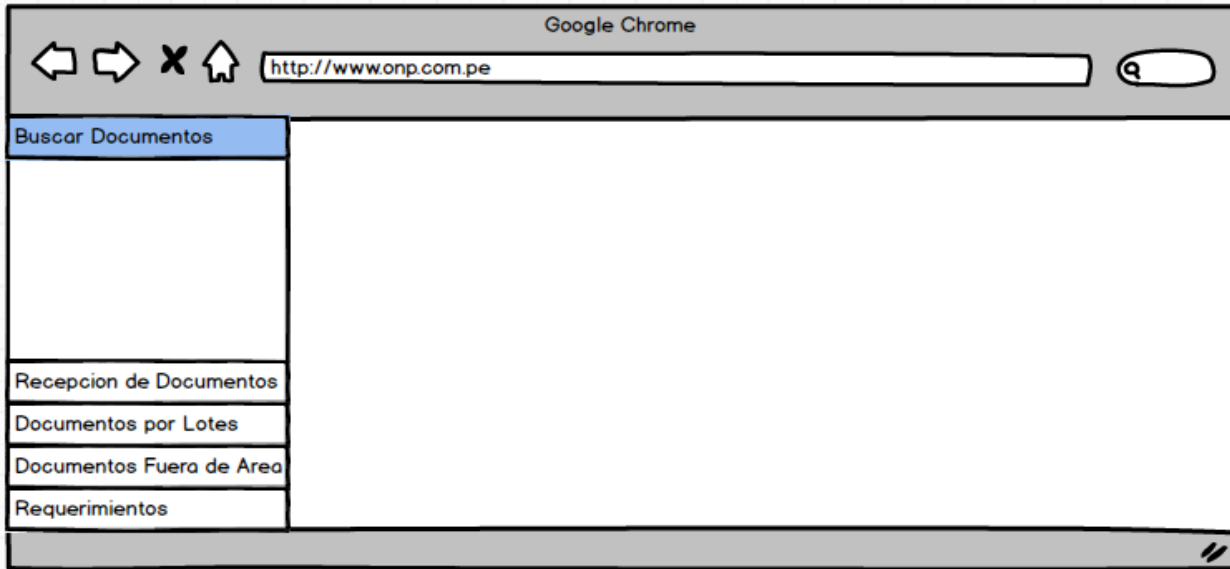 Google Chrome
http://www.onp.com.pe
Buscar Documentos
Recepcion de Documentos
Documentos por Lotes
Documentos Fuera de Area
Requerimientos